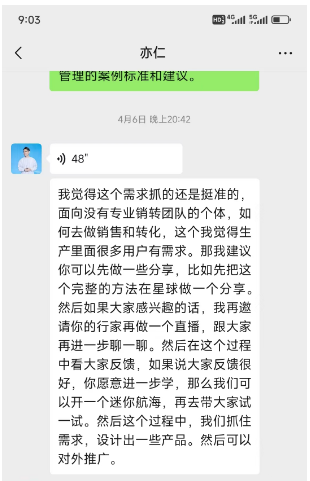 9:03
HD 4G 5G
亦仁
管理的案例标准和建议。
4月6日 晚上20:42
48"
我觉得这个需求抓的还是挺准的，
面向没有专业销转团队的个体，如
何去做销售和转化，这个我觉得生
产里面很多用户有需求。那我建议
你可以先做一些分享，比如先把这
个完整的方法在星球做一个分享。
然后如果大家感兴趣的话，我再邀
请你的行家再做一个直播，跟大家
再进一步聊一聊。然后在这个过程
中看大家反馈，如果说大家反馈很
好，你愿意进一步学，那么我们可
以开一个迷你航海，再去带大家试
一试。然后这个过程中，我们抓住
需求，设计出一些产品。然后可以
对外推广。